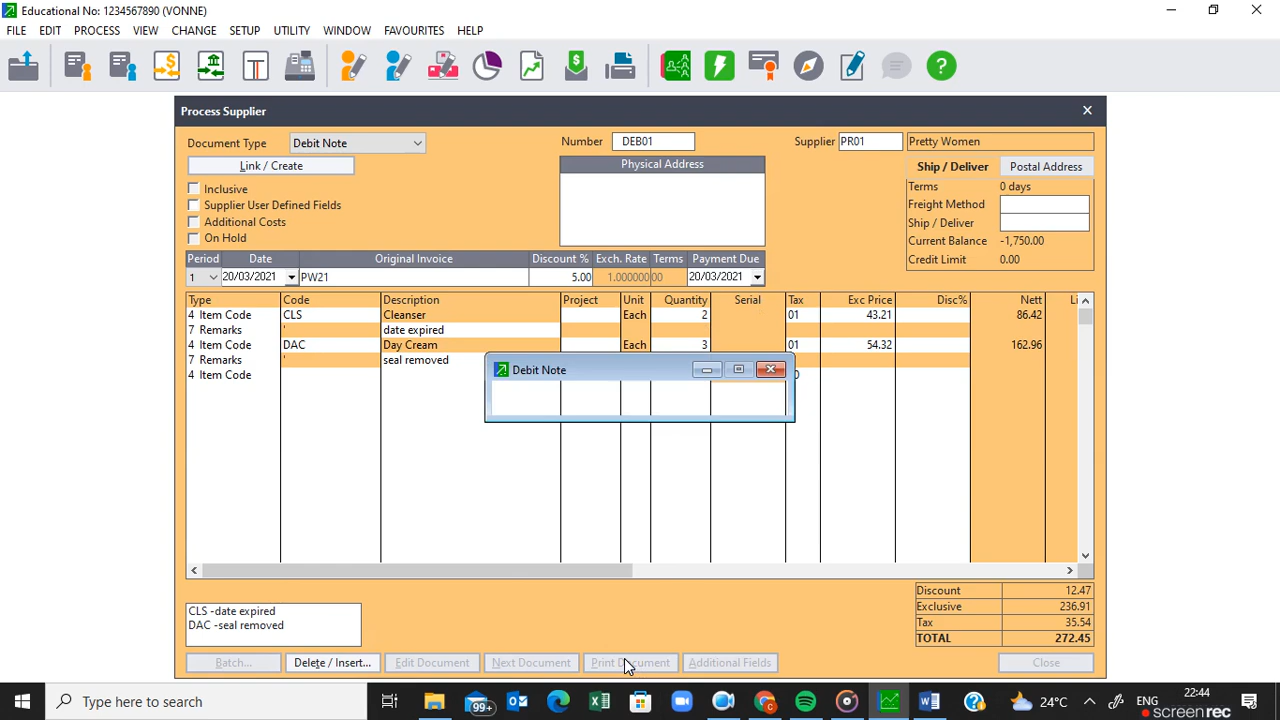 Educational No: 1234567890 (VONNE)
FILE EDIT PROCESS VIEW CHANGE SETUP UTILITY WINDOW FAVOURITES HELP
Process Supplier
Document Type Debit Note Number DEB01 Supplier PR01 Pretty Women
Link / Create Physical Address Ship / Deliver Postal Address
Inclusive Terms 0 days
Supplier User Defined Fields Freight Method
Additional Costs Ship / Deliver
On Hold Current Balance -1,750.00
Credit Limit 0.00
Period Date Original Invoice Discount % Exch. Rate Terms Payment Due
1 20/03/2021 PW21 5.00 1.000000 00 20/03/2021
Type Code Description Project Unit Quantity Serial Tax Exc Price Disc% Nett
4 Item Code CLS Cleanser Each 2 01 43.21 86.42
7 Remarks ' date expired
4 Item Code DAC Day Cream Each 3 01 54.32 162.96
7 Remarks ' seal removed
4 Item Code
Debit Note
Discount 12.47
Exclusive 236.91
Tax 35.54
TOTAL 272.45
CLS -date expired
DAC -seal removed
Batch... Delete / Insert... Edit Document Next Document Print Document Additional Fields Close
Type here to search
99+
24°C
ENG
22:44
screenrec